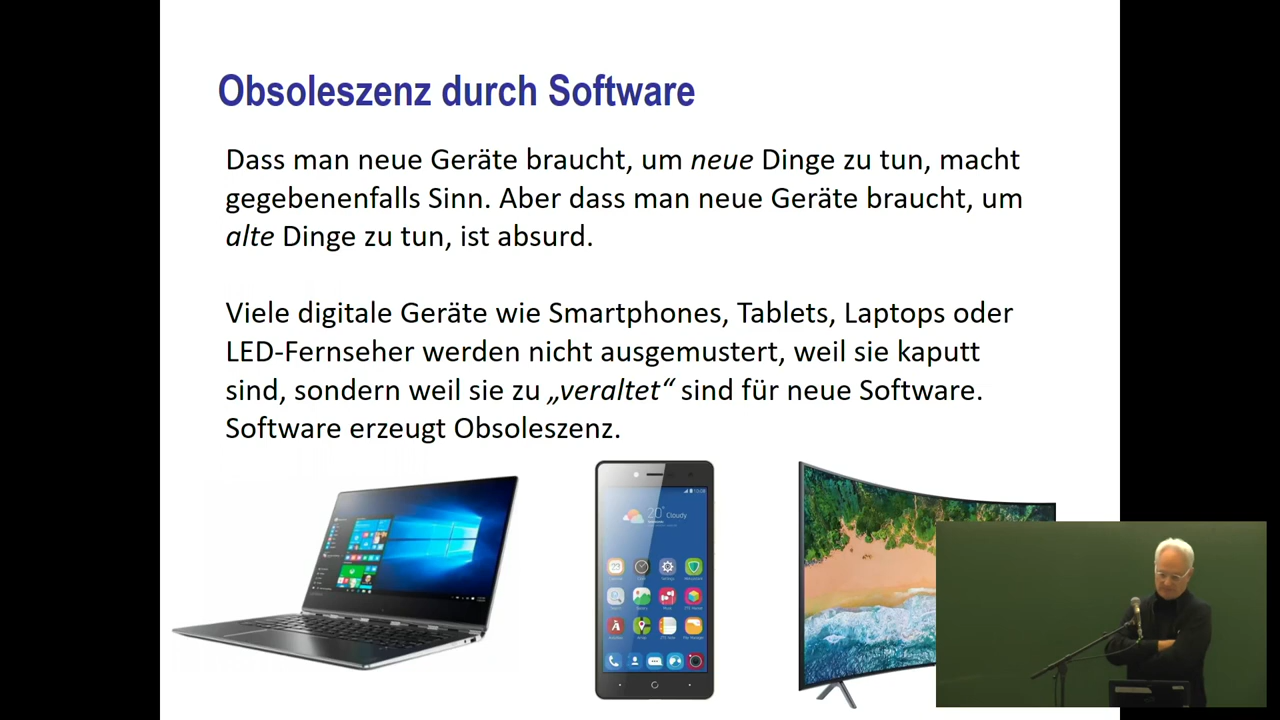 Obsoleszenz durch Software
Dass man neue Geräte braucht, um neue Dinge zu tun, macht
gegebenenfalls Sinn. Aber dass man neue Geräte braucht, um
alte Dinge zu tun, ist absurd.
Viele digitale Geräte wie Smartphones, Tablets, Laptops oder
LED-Fernseher werden nicht ausgemustert, weil sie kaputt
sind, sondern weil sie zu „veraltet“ sind für neue Software.
Software erzeugt Obsoleszenz.
20° Cloudy